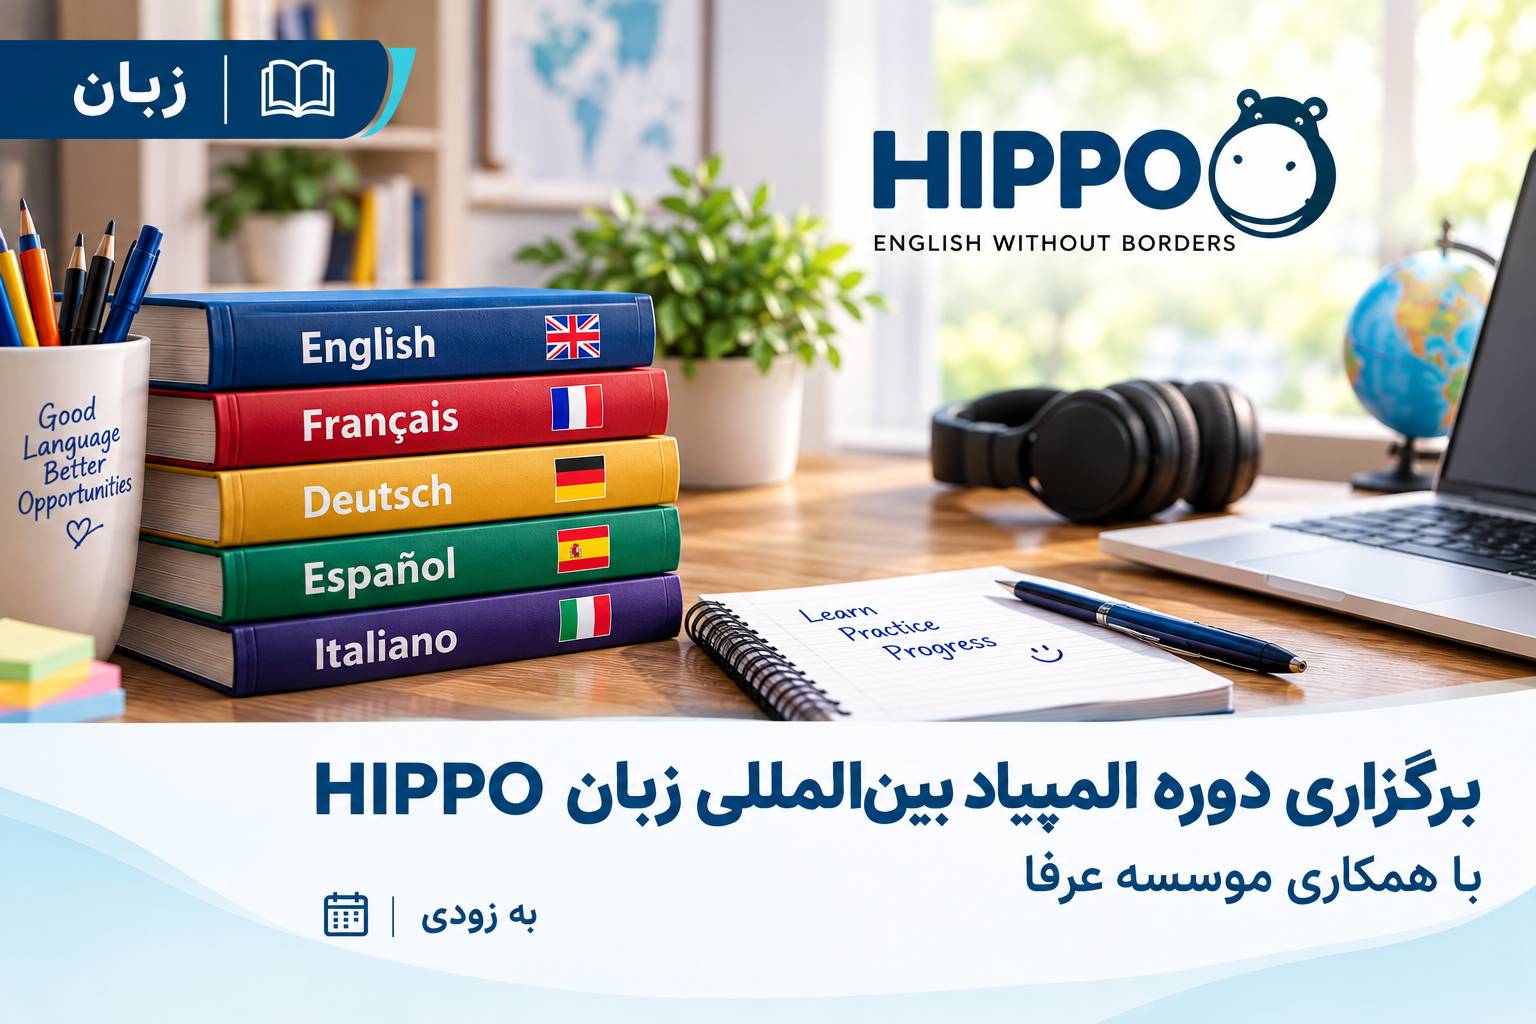 زبان
HIPPO
ENGLISH WITHOUT BORDERS
English
Français
Deutsch
Español
Italiano
Good
Language
Better
Opportunities
Learn
Practice
Progress
برگزاری دوره المپیاد بین‌المللی زبان HIPPO
با همکاری موسسه عرفا
به زودی